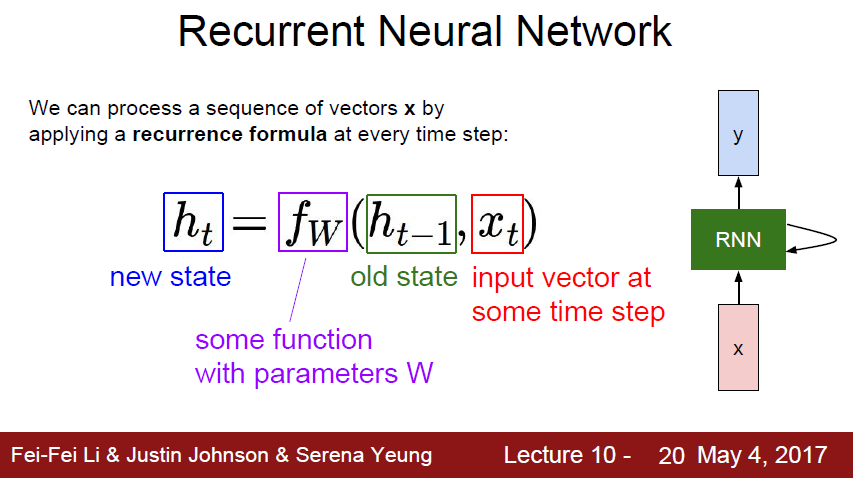 Recurrent Neural Network
We can process a sequence of vectors x by
applying a recurrence formula at every time step:
h_t = f_W(h_{t-1}, x_t)
new state
old state
input vector at
some time step
some function
with parameters W
y
RNN
x
Fei-Fei Li & Justin Johnson & Serena Yeung Lecture 10 - 20 May 4, 2017